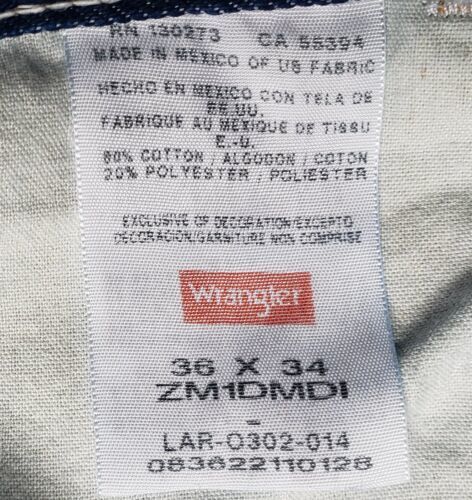 RN 130273 CA 55394
MADE IN MEXICO OF US FABRIC
HECHO EN MEXICO CON TELA DE
EE.UU.
FABRIQUE AU MEXIQUE DE TISSU
E.-U.
80% COTTON / ALGODON / COTON
20% POLYESTER / POLIESTER
EXCLUSIVE OF DECORATION/EXCEPTO
DECORACION/GARNITURE NON COMPRISE
Wrangler
36 X 34
ZM1DMDI
-
LAR-0302-014
083622110128